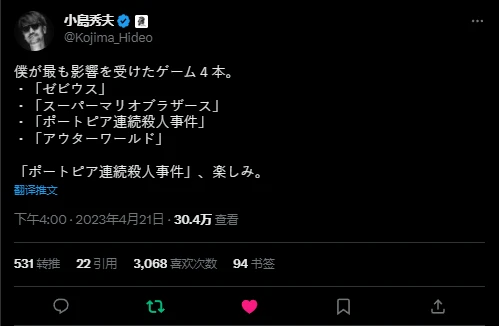 小島秀夫
@Kojima_Hideo
僕が最も影響を受けたゲーム４本。
・「ゼビウス」
・「スーパーマリオブラザース」
・「ポートピア連続殺人事件」
・「アウターワールド」
「ポートピア連続殺人事件」、楽しみ。
翻译推文
下午4:00 · 2023年4月21日 · 30.4万 查看
531 转推 22 引用 3,068 喜欢次数 94 书签